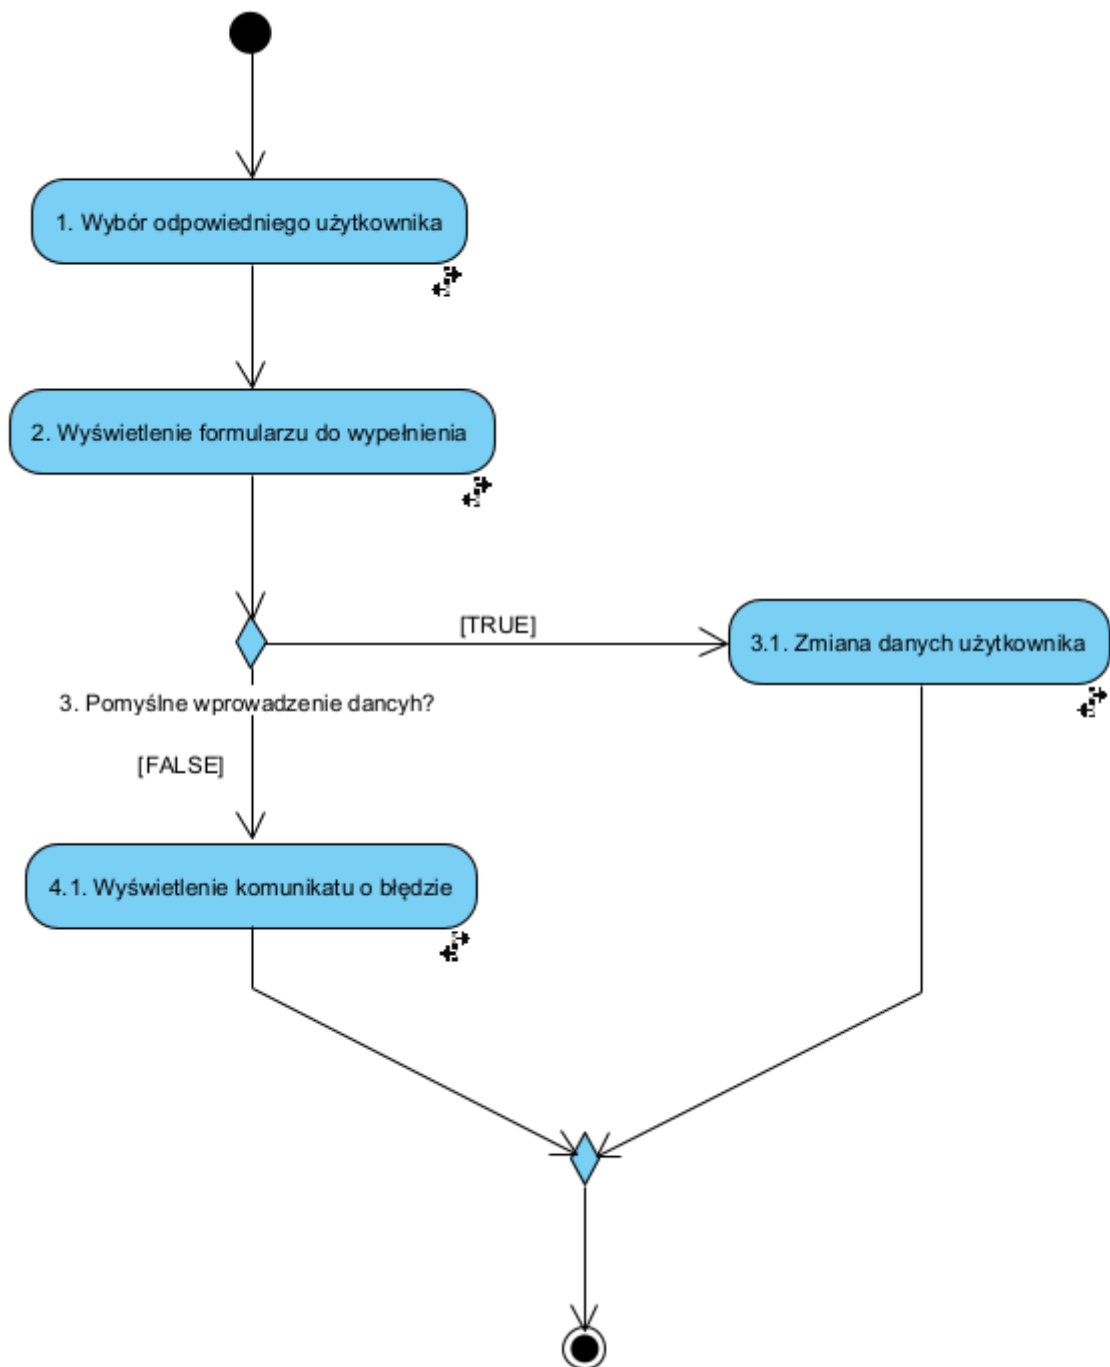 1. Wybór odpowiedniego użytkownika
2. Wyświetlenie formularzu do wypełnienia
[TRUE]
3.1. Zmiana danych użytkownika
3. Pomyślne wprowadzenie dancyh?
[FALSE]
4.1. Wyświetlenie komunikatu o błędzie